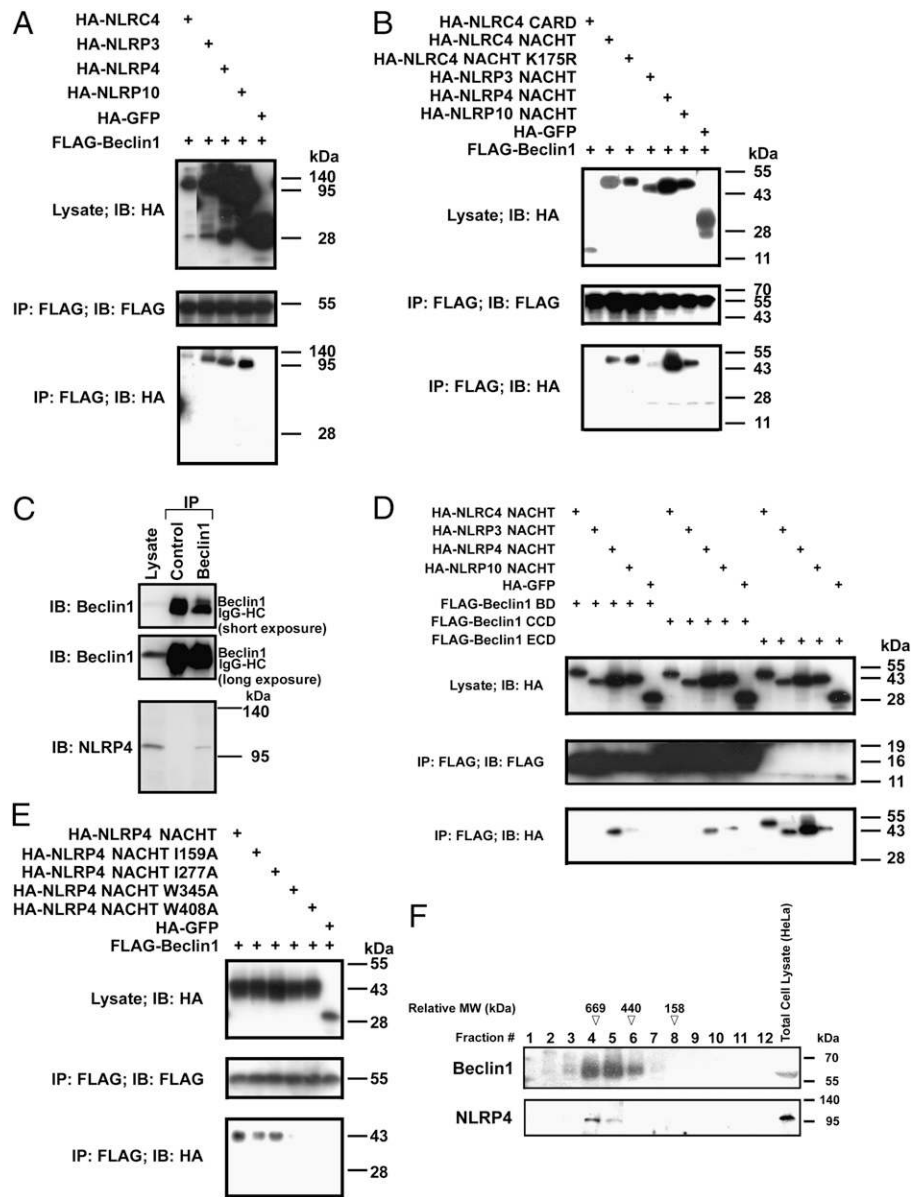 A
HA-NLRC4 +
HA-NLRP3 +
HA-NLRP4 +
HA-NLRP10 +
HA-GFP +
FLAG-Beclin1 + + + + +
kDa
140
95
Lysate; IB: HA
28
IP: FLAG; IB: FLAG 55
140
95
IP: FLAG; IB: HA
28
B
HA-NLRC4 CARD +
HA-NLRC4 NACHT +
HA-NLRC4 NACHT K175R +
HA-NLRP3 NACHT +
HA-NLRP4 NACHT +
HA-NLRP10 NACHT +
HA-GFP +
FLAG-Beclin1 + + + + + + +
kDa
55
43
Lysate; IB: HA
28
11
70
IP: FLAG; IB: FLAG 55
43
55
43
IP: FLAG; IB: HA
28
11
C
IP
Lysate
Control
Beclin1
IB: Beclin1
Beclin1
IgG-HC
(short exposure)
IB: Beclin1
Beclin1
IgG-HC
(long exposure)
kDa
140
IB: NLRP4
95
D
HA-NLRC4 NACHT + + +
HA-NLRP3 NACHT + + +
HA-NLRP4 NACHT + + +
HA-NLRP10 NACHT + + +
HA-GFP + + +
FLAG-Beclin1 BD + + + + +
FLAG-Beclin1 CCD + + + + +
FLAG-Beclin1 ECD + + + + +
kDa
55
Lysate; IB: HA 43
28
19
IP: FLAG; IB: FLAG 16
11
55
IP: FLAG; IB: HA 43
28
E
HA-NLRP4 NACHT +
HA-NLRP4 NACHT I159A +
HA-NLRP4 NACHT I277A +
HA-NLRP4 NACHT W345A +
HA-NLRP4 NACHT W408A +
HA-GFP +
FLAG-Beclin1 + + + + + +
kDa
55
Lysate; IB: HA 43
28
IP: FLAG; IB: FLAG 55
43
IP: FLAG; IB: HA
28
F
Total Cell Lysate (HeLa)
Relative MW (kDa) 669 440 158
Fraction # 1 2 3 4 5 6 7 8 9 10 11 12 kDa
Beclin1 70
55
140
NLRP4 95